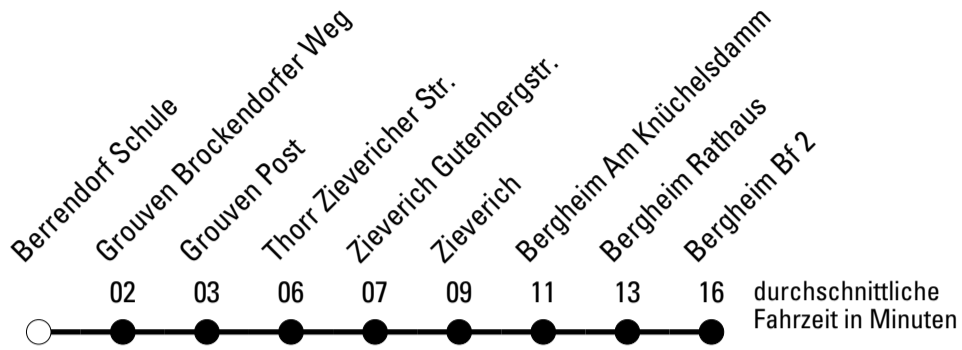 Berrendorf Schule
Grouven Brockendorfer Weg
Grouven Post
Thorr Zievericher Str.
Zieverich Gutenbergstr.
Zieverich
Bergheim Am Knüchelsdamm
Bergheim Rathaus
Bergheim Bf 2
02 03 06 07 09 11 13 16
durchschnittliche
Fahrzeit in Minuten